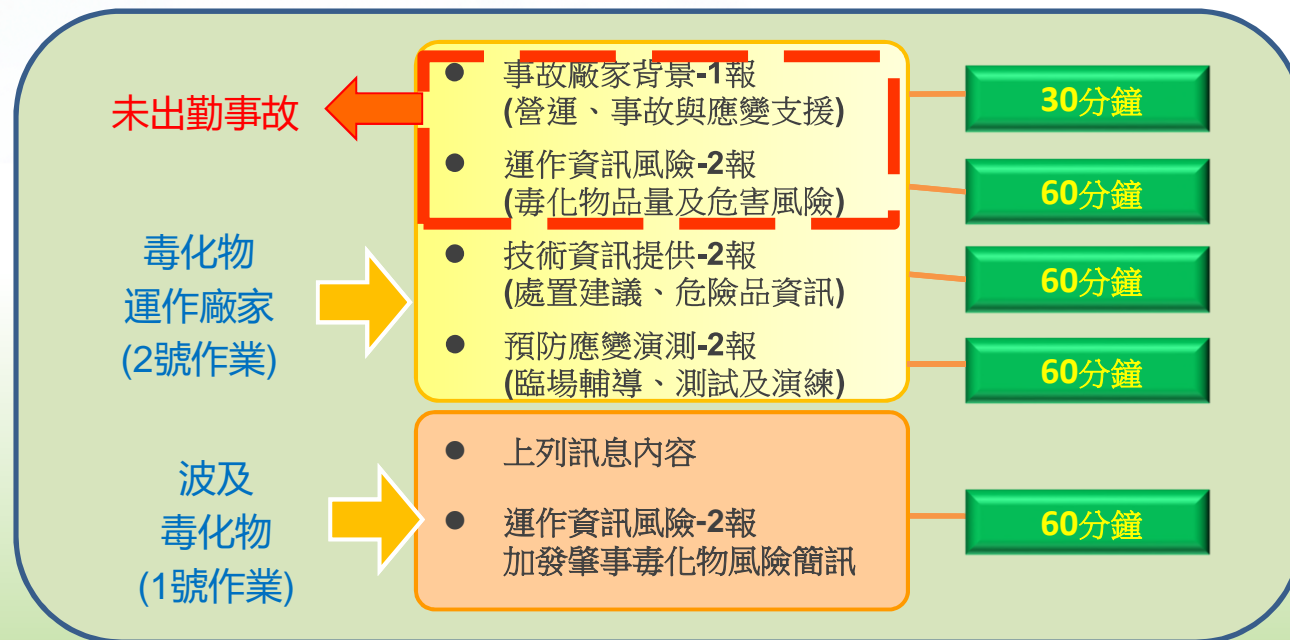 未出勤事故
● 事故廠家背景-1報
(營運、事故與應變支援)
30分鐘
● 運作資訊風險-2報
(毒化物品量及危害風險)
60分鐘
毒化物
運作廠家
(2號作業)
● 技術資訊提供-2報
(處置建議、危險品資訊)
60分鐘
● 預防應變演測-2報
(臨場輔導、測試及演練)
60分鐘
波及
毒化物
(1號作業)
● 上列訊息內容
● 運作資訊風險-2報
加發肇事毒化物風險簡訊
60分鐘